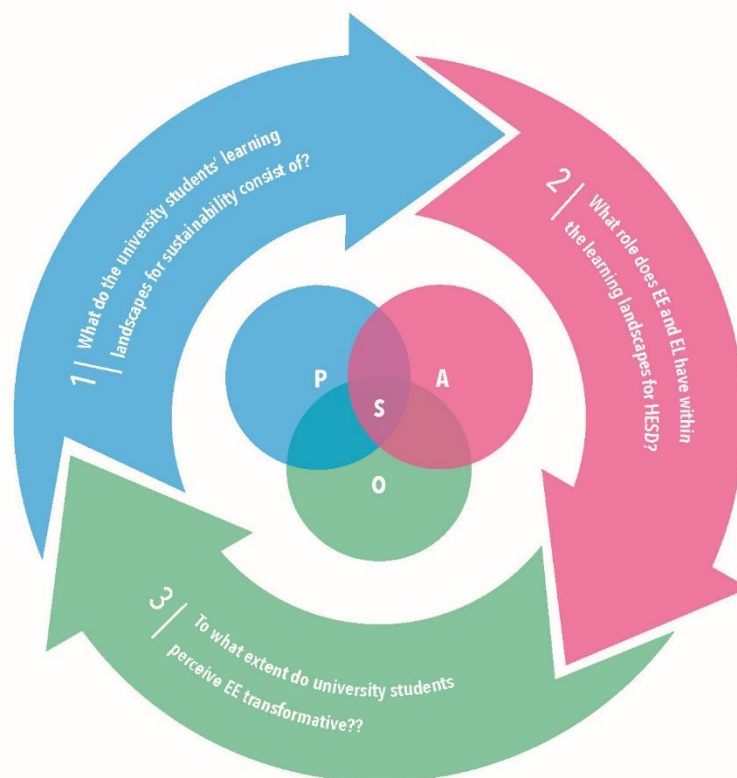 1
What do the university students' learning
landscapes for sustainability consist of?
2
What role does EE and EL have within
the learning landscapes for HESD?
3
To what extent do university students
perceive EE transformative??
P
A
S
O